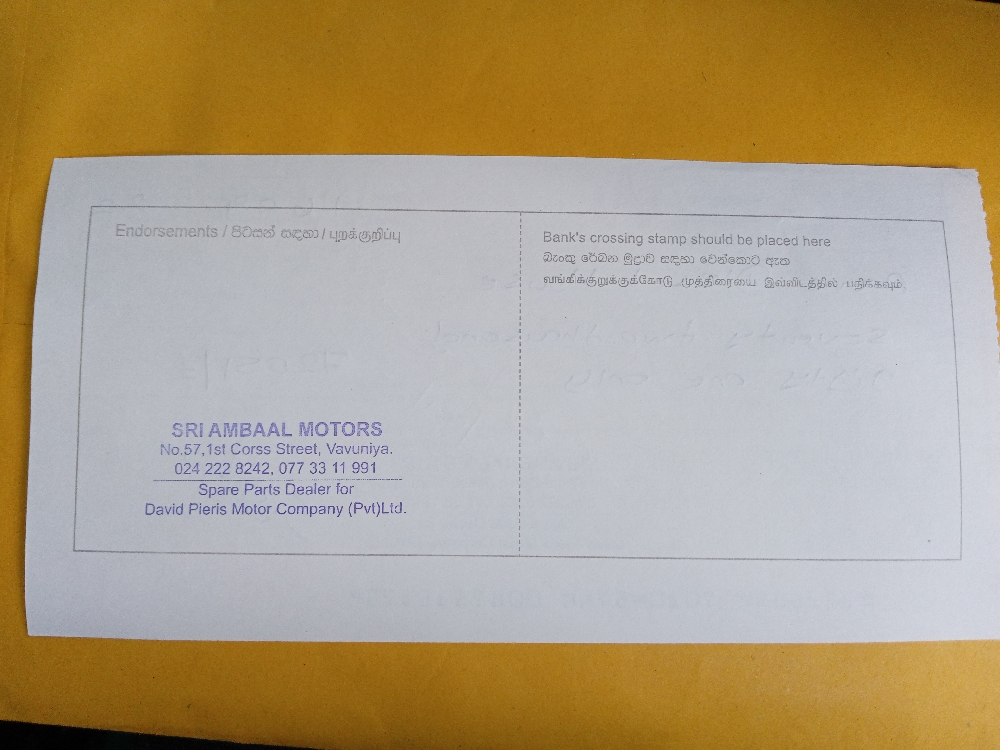 Endorsements / පිටසන් සඳහා / புறக்குறிப்பு
Bank's crossing stamp should be placed here
බැංකු රේඛන මුද්‍රාව සඳහා වෙන්කොට ඇත
வங்கிக்குறுக்குக்கோடு முத்திரையை இவ்விடத்தில் பதிக்கவும்
SRI AMBAAL MOTORS
No.57,1st Corss Street, Vavuniya.
024 222 8242, 077 33 11 991
Spare Parts Dealer for
David Pieris Motor Company (Pvt)Ltd.